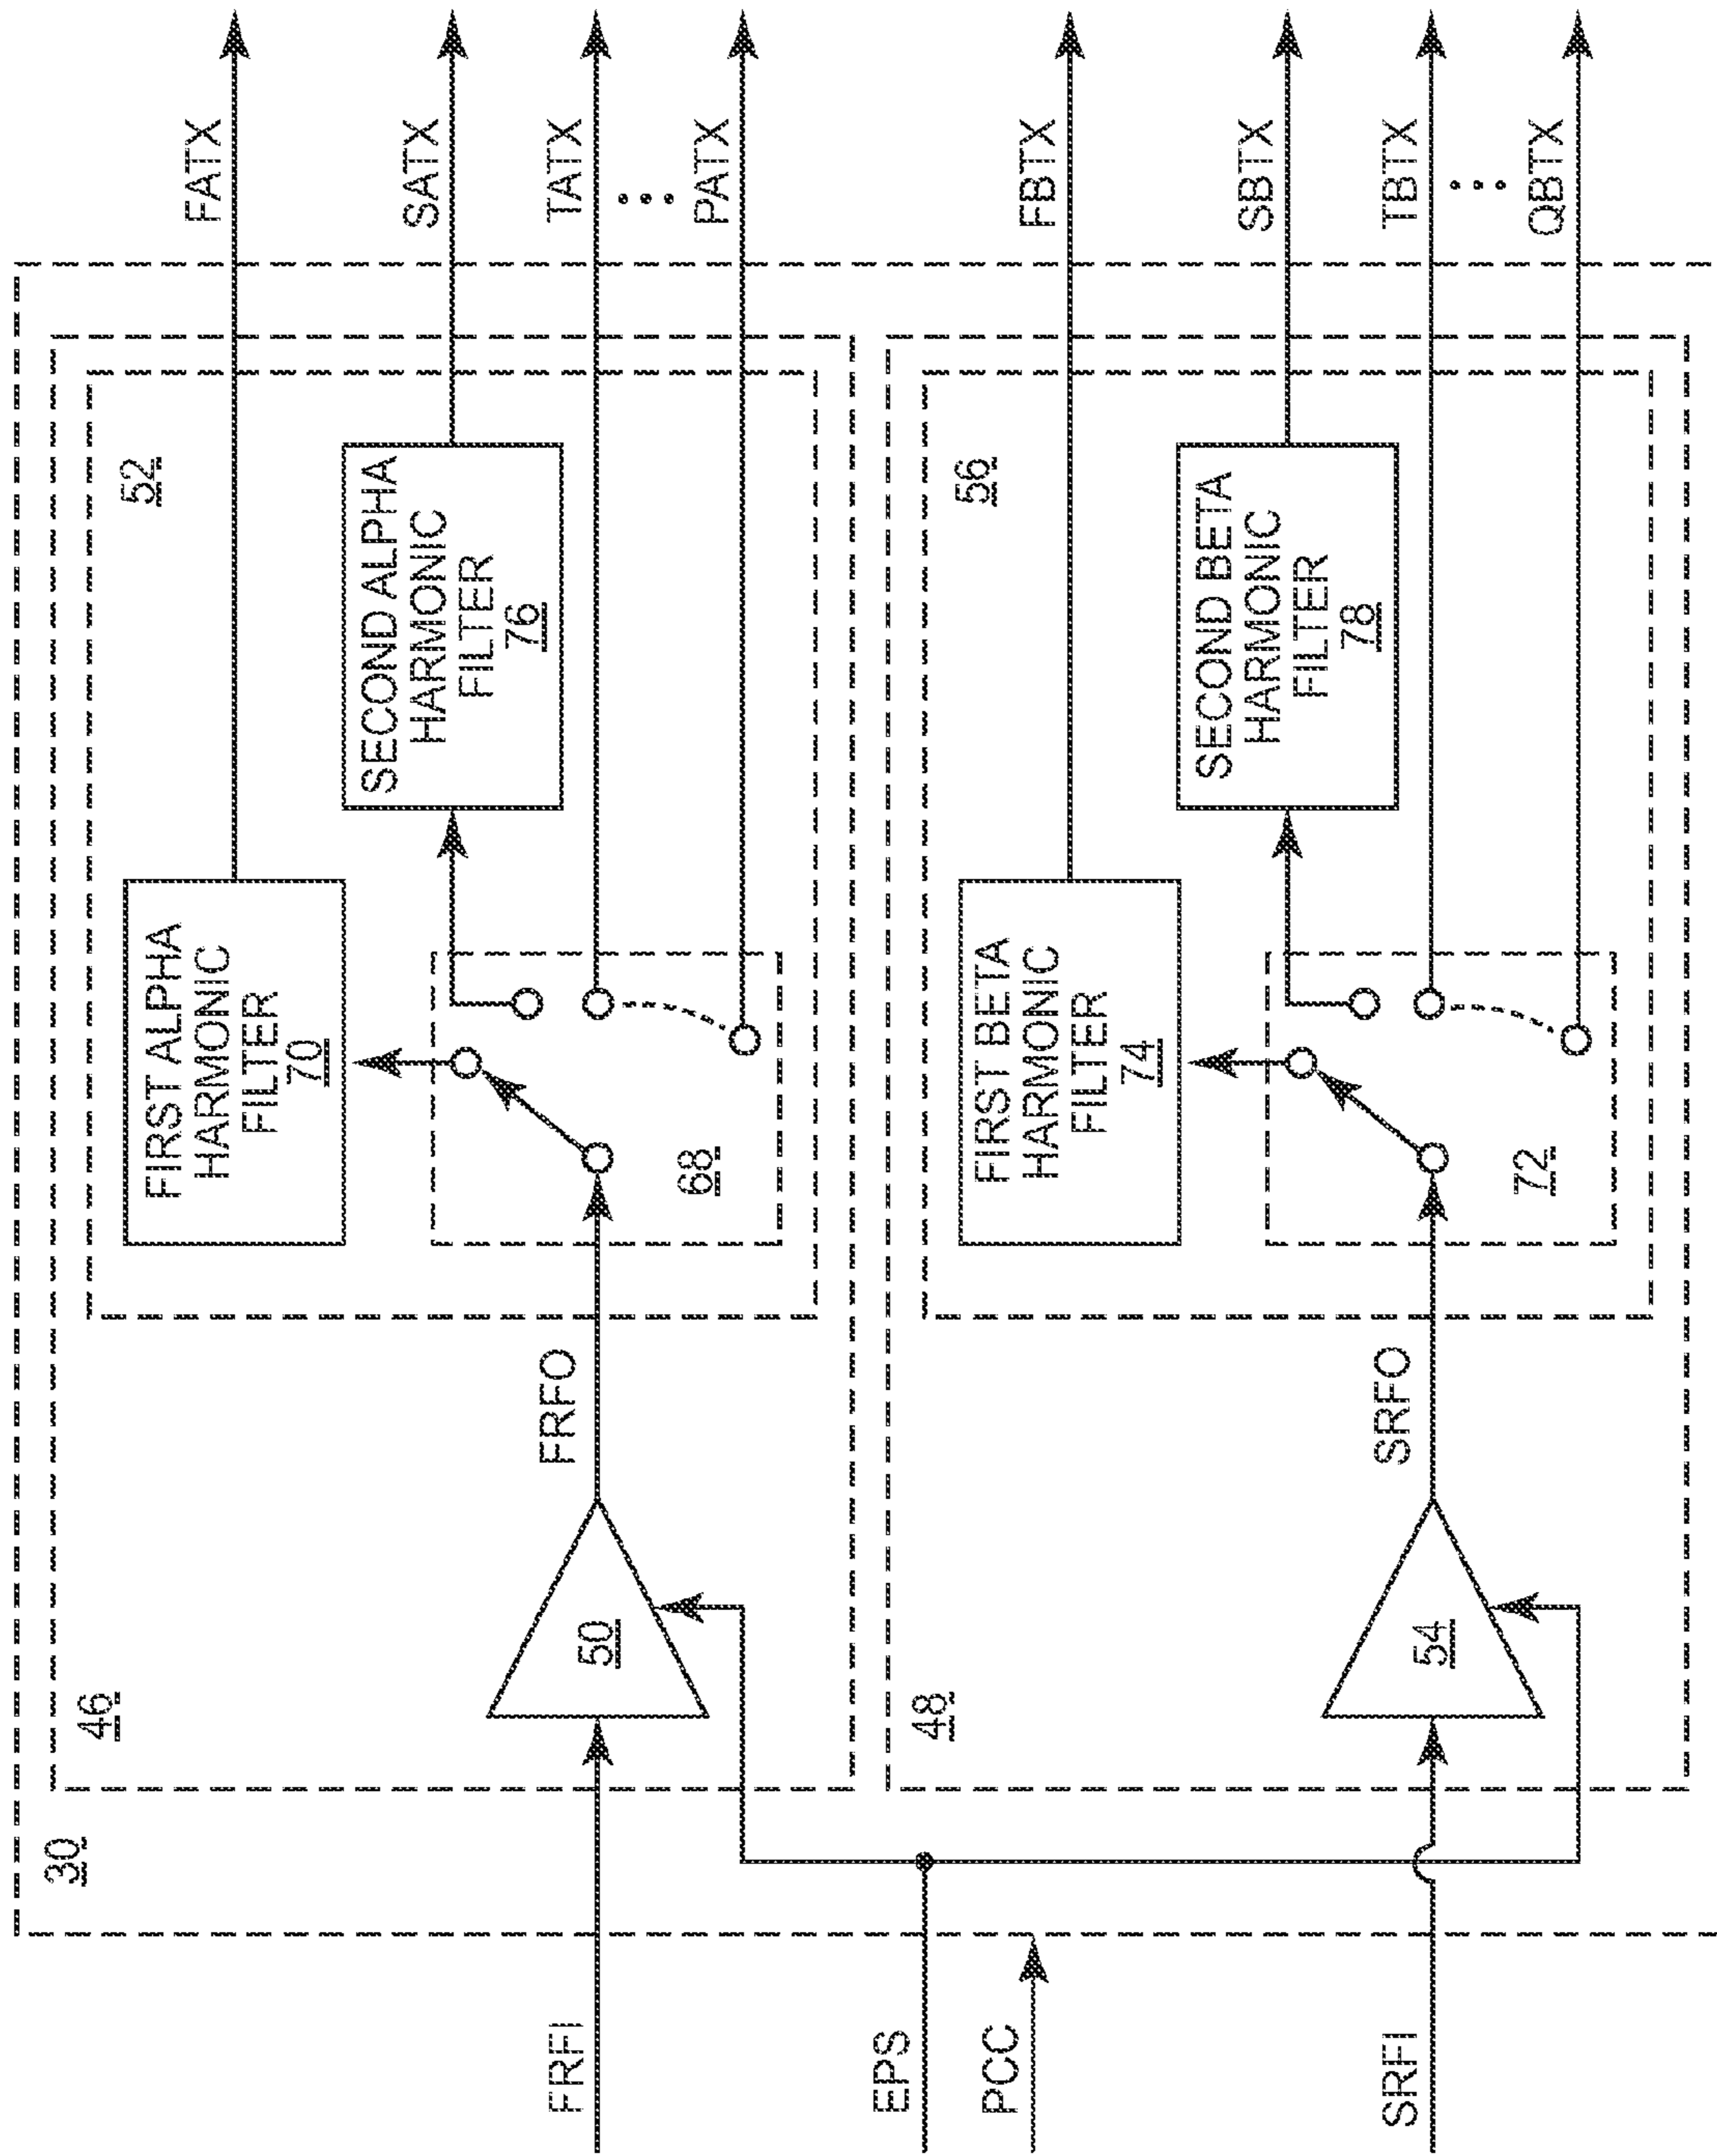 30
46
52
FIRST ALPHA
HARMONIC
FILTER
70
FATX
SECOND ALPHA
HARMONIC
FILTER
76
SATX
FRFI
50
FRFO
68
TATX
PATX
EPS
PCC
48
56
FIRST BETA
HARMONIC
FILTER
74
FBTX
SECOND BETA
HARMONIC
FILTER
78
SBTX
SRFI
54
SRFO
72
TBTX
QBTX